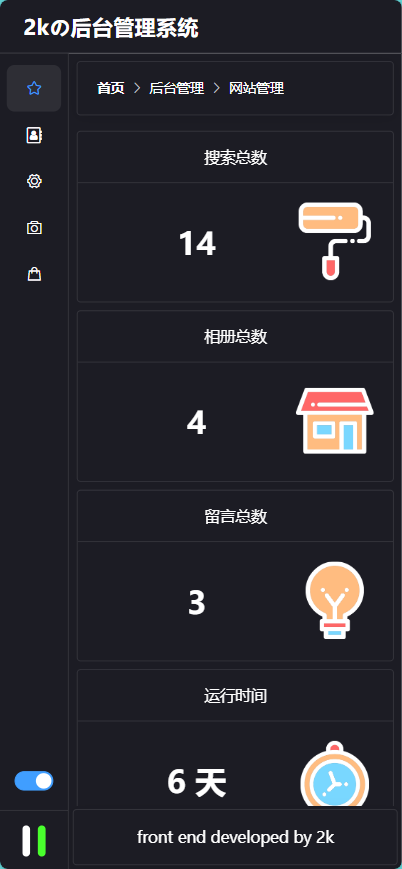 2kの后台管理系统
首页 > 后台管理 > 网站管理
搜索总数
14
相册总数
4
留言总数
3
运行时间
6 天
front end developed by 2k